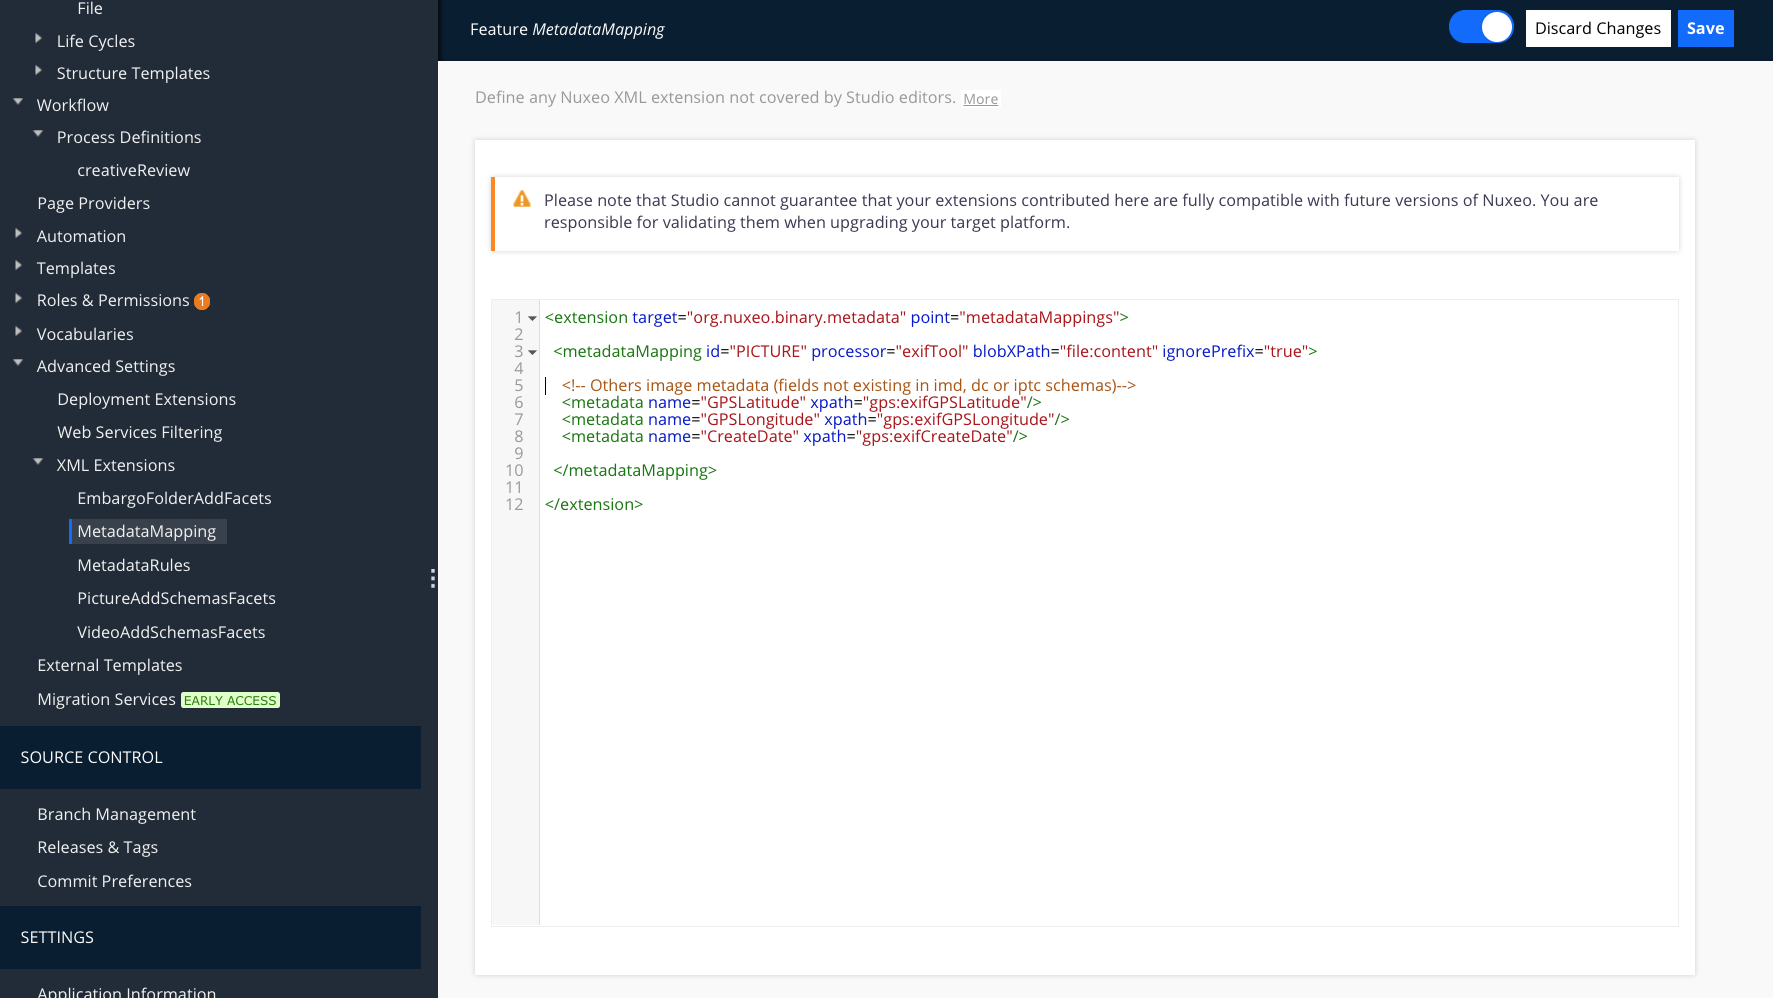 File
Life Cycles
Structure Templates
Workflow
Process Definitions
creativeReview
Page Providers
Automation
Templates
Roles & Permissions 1
Vocabularies
Advanced Settings
Deployment Extensions
Web Services Filtering
XML Extensions
EmbargoFolderAddFacets
MetadataMapping
MetadataRules
PictureAddSchemasFacets
VideoAddSchemasFacets
External Templates
Migration Services EARLY ACCESS
SOURCE CONTROL
Branch Management
Releases & Tags
Commit Preferences
SETTINGS
Application Information
Feature MetadataMapping
Discard Changes
Save
Define any Nuxeo XML extension not covered by Studio editors. More
Please note that Studio cannot guarantee that your extensions contributed here are fully compatible with future versions of Nuxeo. You are
responsible for validating them when upgrading your target platform.
1 <extension target="org.nuxeo.binary.metadata" point="metadataMappings">
2
3 <metadataMapping id="PICTURE" processor="exifTool" blobXPath="file:content" ignorePrefix="true">
4
5 <!-- Others image metadata (fields not existing in imd, dc or iptc schemas)-->
6 <metadata name="GPSLatitude" xpath="gps:exifGPSLatitude"/>
7 <metadata name="GPSLongitude" xpath="gps:exifGPSLongitude"/>
8 <metadata name="CreateDate" xpath="gps:exifCreateDate"/>
9
10 </metadataMapping>
11
12 </extension>